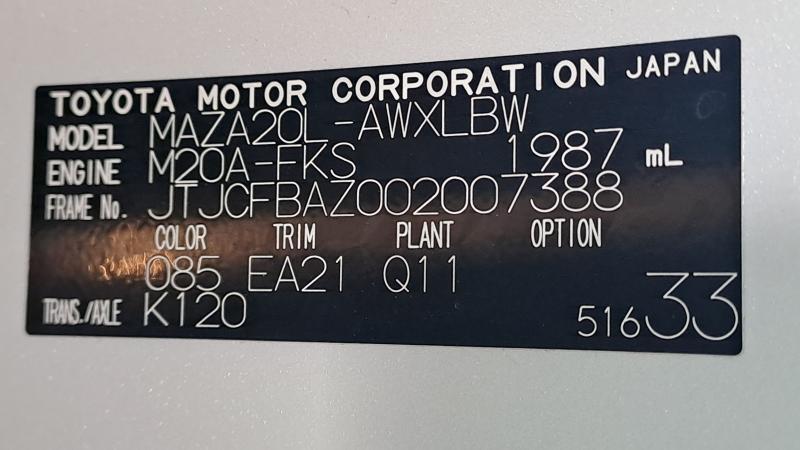 TOYOTA MOTOR CORPORATION JAPAN
MODEL MAZA20L-AWXLBW
ENGINE M20A-FKS 1987 mL
FRAME No. JTJCFBAZ002007388
COLOR TRIM PLANT OPTION
085 EA21 Q11
TRANS./AXLE K120 51633